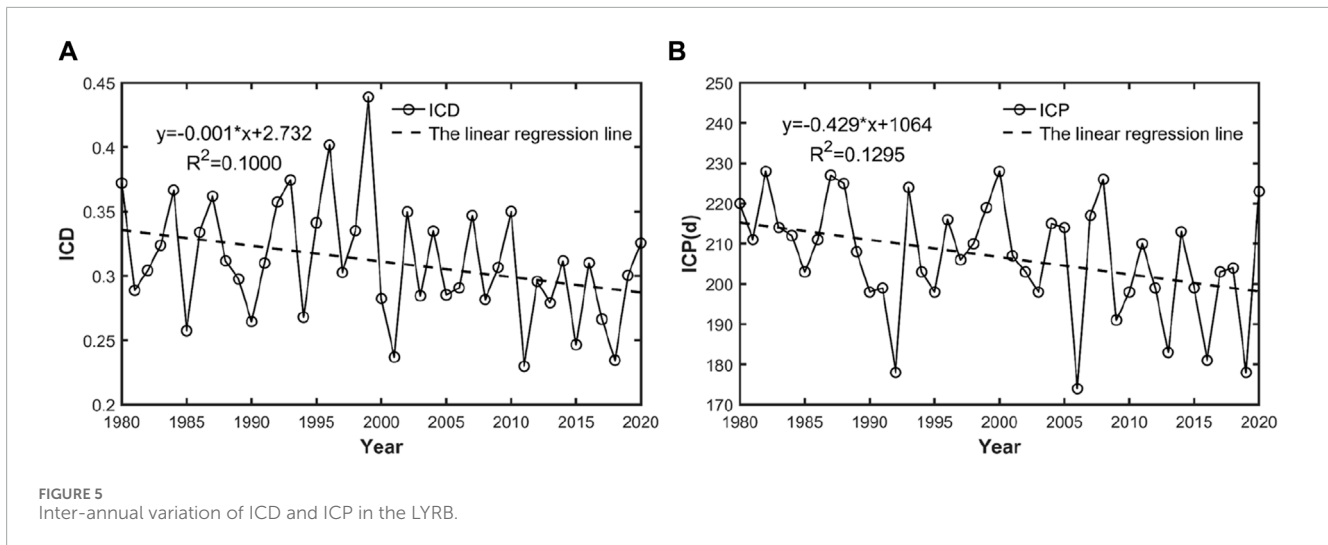 A
0.45
0.4
0.35
0.3
0.25
0.2
ICD
y=-0.001*x+2.732
R²=0.1000
ICD
The linear regression line
1980 1985 1990 1995 2000 2005 2010 2015 2020
Year
B
250
240
230
220
210
200
190
180
170
ICP(d)
y=-0.429*x+1064
R²=0.1295
ICP
The linear regression line
1980 1985 1990 1995 2000 2005 2010 2015 2020
Year
FIGURE 5
Inter-annual variation of ICD and ICP in the LYRB.